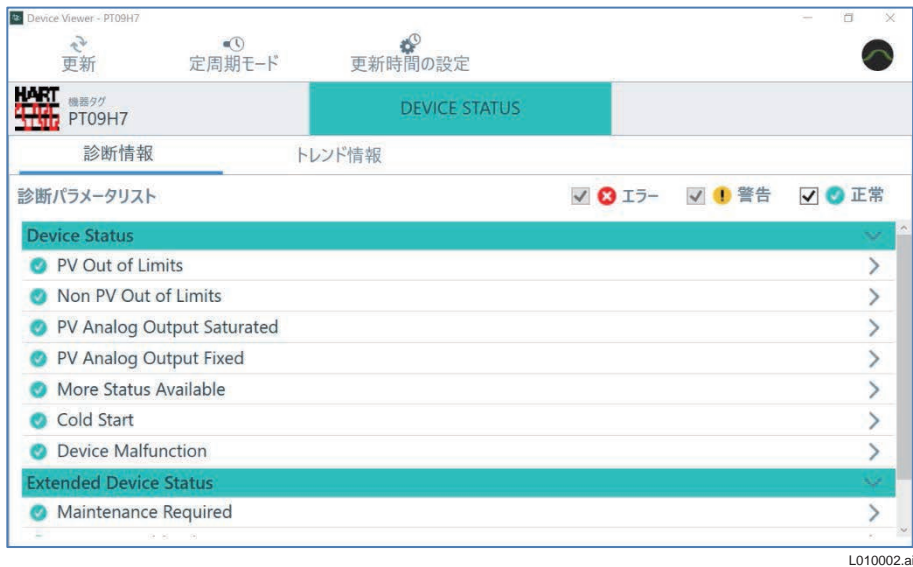 Device Viewer - PT09H7
更新
定周期モード
更新時間の設定
HART
機器タグ
PT09H7
DEVICE STATUS
診断情報
トレンド情報
診断パラメータリスト
エラー
警告
正常
Device Status
PV Out of Limits
Non PV Out of Limits
PV Analog Output Saturated
PV Analog Output Fixed
More Status Available
Cold Start
Device Malfunction
Extended Device Status
Maintenance Required
L010002.ai